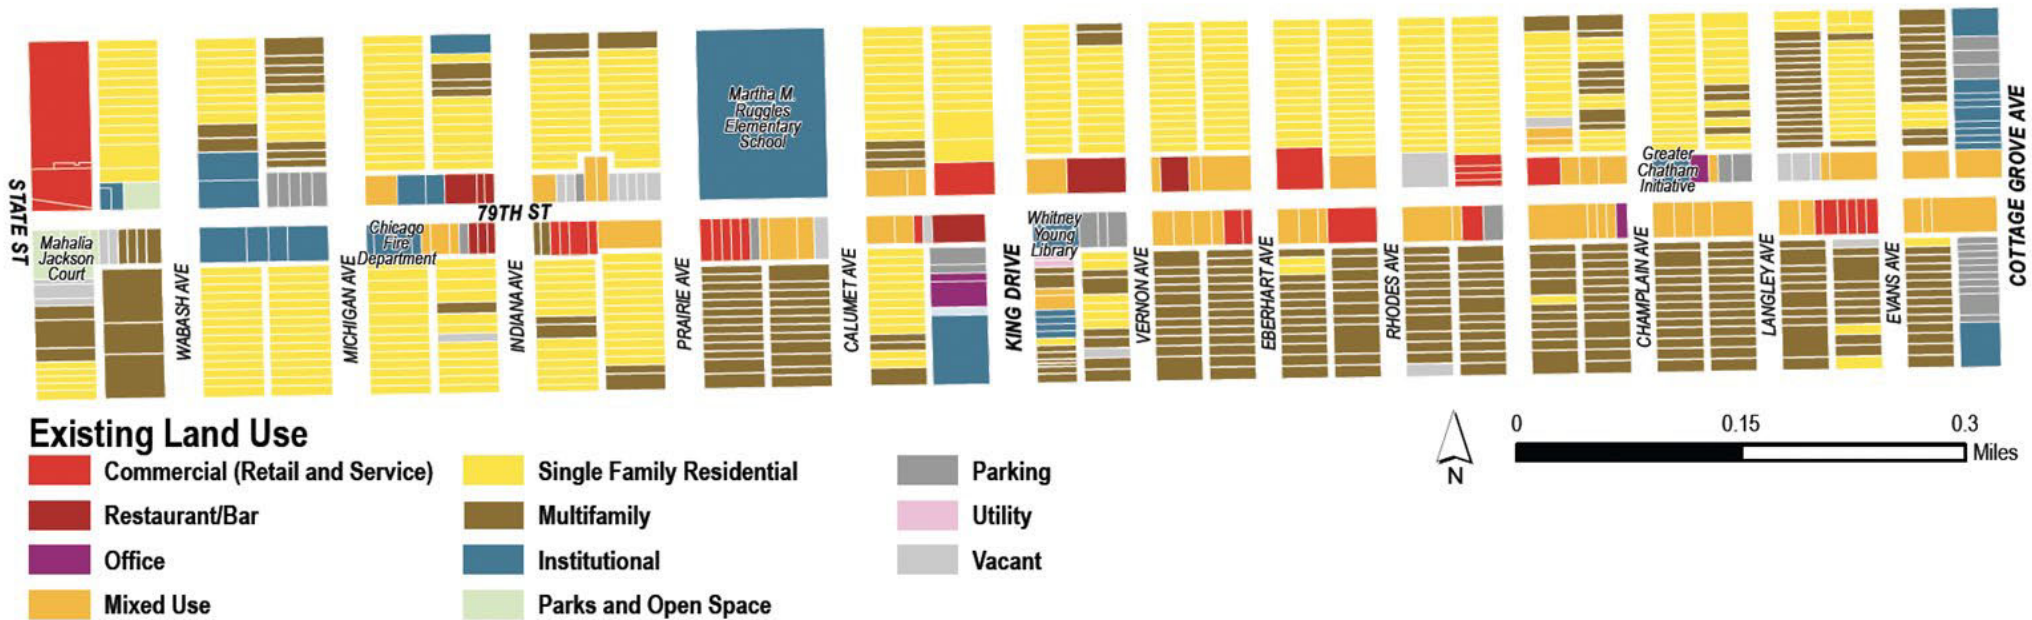 Martha M.
Ruggles
Elementary
School
Greater
Chatham
Initiative
STATE ST
79TH ST
COTTAGE GROVE AVE
Mahalia
Jackson
Court
Chicago
Fire
Department
Whitney
Young
Library
WABASH AVE
MICHIGAN AVE
INDIANA AVE
PRAIRIE AVE
CALUMET AVE
KING DRIVE
VERNON AVE
EBERHART AVE
RHODES AVE
CHAMPLAIN AVE
LANGLEY AVE
EVANS AVE
Existing Land Use
Commercial (Retail and Service)
Restaurant/Bar
Office
Mixed Use
Single Family Residential
Multifamily
Institutional
Parks and Open Space
Parking
Utility
Vacant
N
0 0.15 0.3
Miles